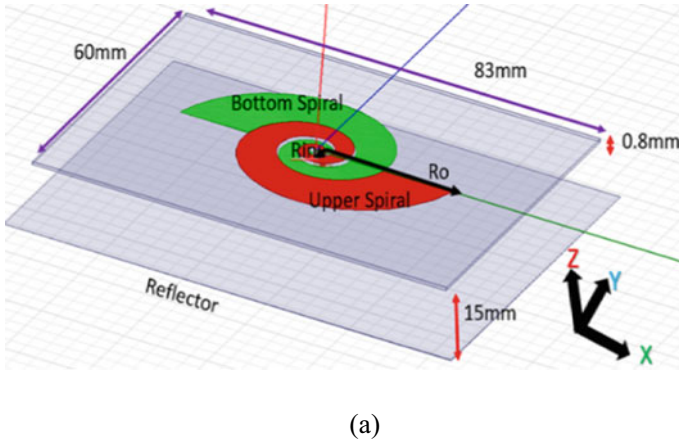 60mm
83mm
Bottom Spiral
0.8mm
Rin
Ro
Upper Spiral
Reflector
15mm
Z
Y
X
(a)